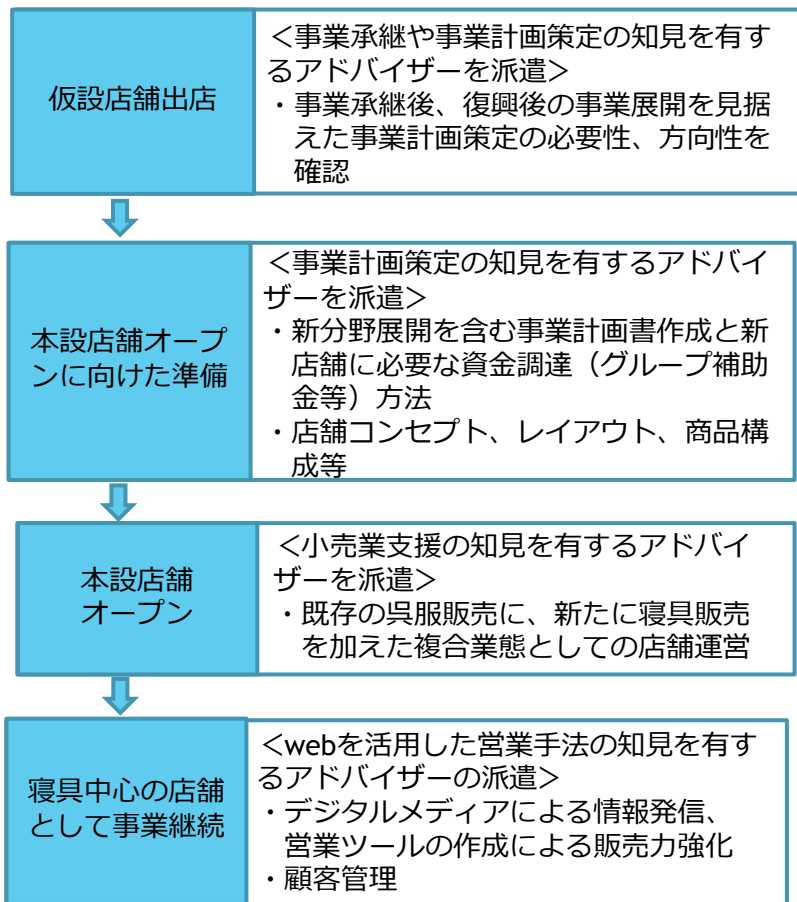 仮設店舗出店
＜事業承継や事業計画策定の知見を有す
るアドバイザーを派遣＞
・事業承継後、復興後の事業展開を見据
えた事業計画策定の必要性、方向性を
確認
本設店舗オープ
ンに向けた準備
＜事業計画策定の知見を有するアドバイ
ザーを派遣＞
・新分野展開を含む事業計画書作成と新
店舗に必要な資金調達（グループ補助
金等）方法
・店舗コンセプト、レイアウト、商品構
成等
本設店舗
オープン
＜小売業支援の知見を有するアドバイ
ザーを派遣＞
・既存の呉服販売に、新たに寝具販売
を加えた複合業態としての店舗運営
寝具中心の店舗
として事業継続
＜webを活用した営業手法の知見を有す
るアドバイザーの派遣＞
・デジタルメディアによる情報発信、
営業ツールの作成による販売力強化
・顧客管理